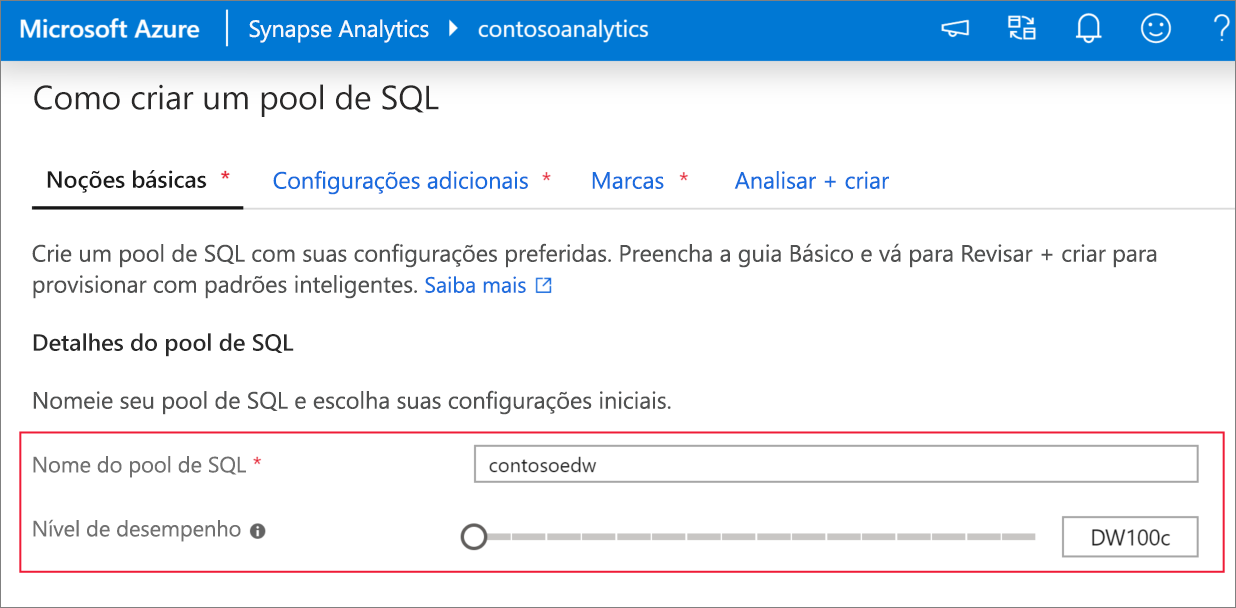 Microsoft Azure Synapse Analytics contosoanalytics ?
Como criar um pool de SQL
Noções básicas * Configurações adicionais * Marcas * Analisar + criar
Crie um pool de SQL com suas configurações preferidas. Preencha a guia Básico e vá para Revisar + criar para
provisionar com padrões inteligentes. Saiba mais
Detalhes do pool de SQL
Nomeie seu pool de SQL e escolha suas configurações iniciais.
Nome do pool de SQL * contosoedw
Nível de desempenho DW100c